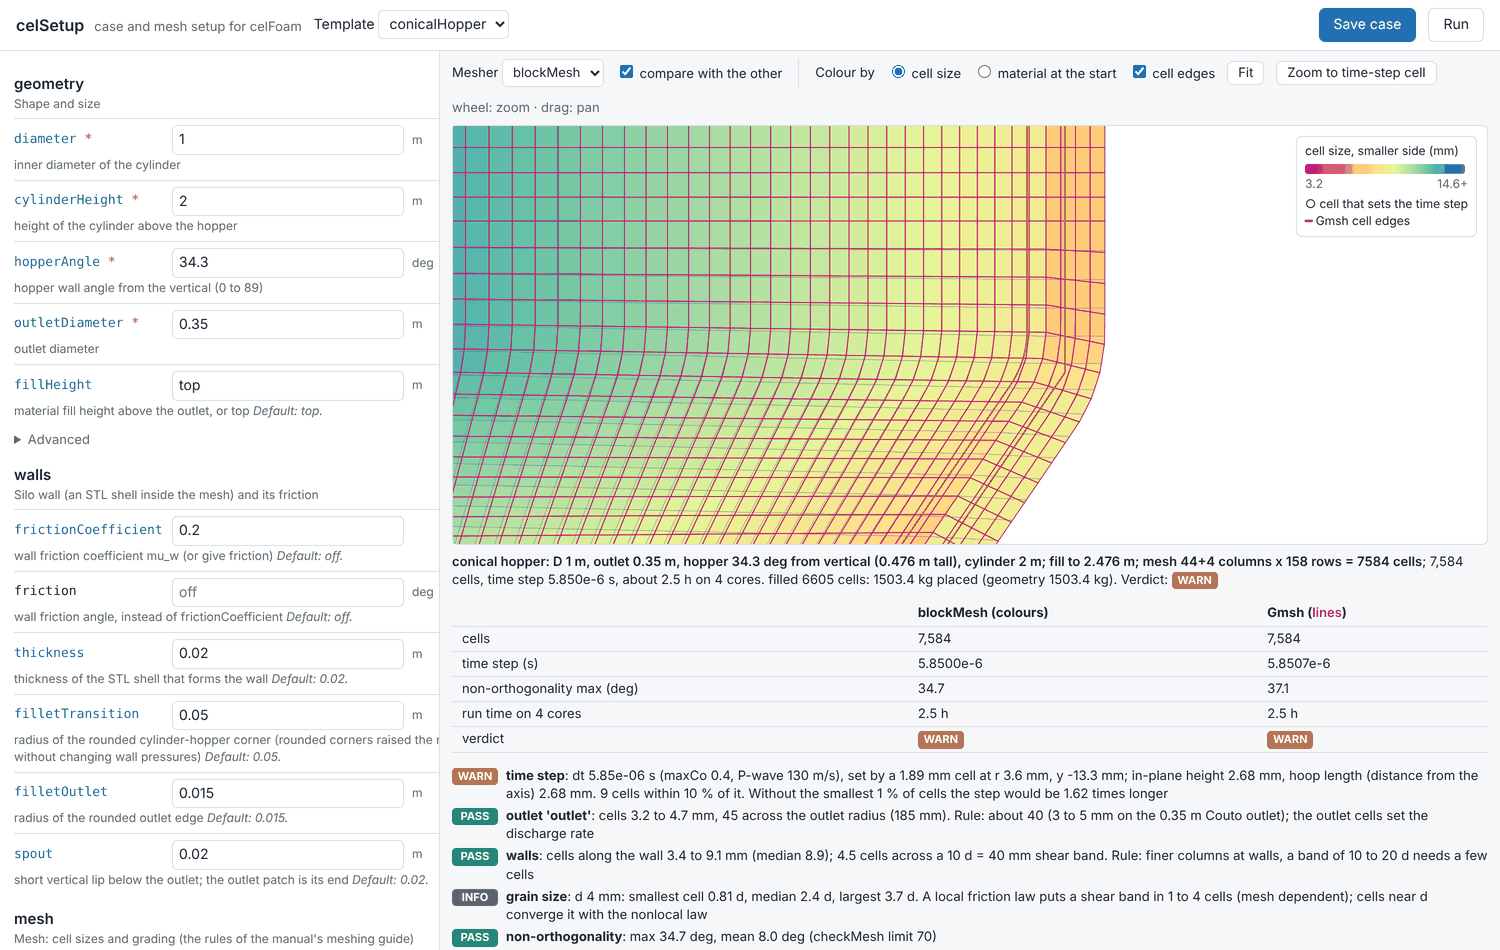 celSetup case and mesh setup for celFoam Template conicalHopper Save case Run
geometry
Shape and size
diameter * 1 m
inner diameter of the cylinder
cylinderHeight * 2 m
height of the cylinder above the hopper
hopperAngle * 34.3 deg
hopper wall angle from the vertical (0 to 89)
outletDiameter * 0.35 m
outlet diameter
fillHeight top m
material fill height above the outlet, or top Default: top.
Advanced
walls
Silo wall (an STL shell inside the mesh) and its friction
frictionCoefficient 0.2
wall friction coefficient mu_w (or give friction) Default: off.
friction off deg
wall friction angle, instead of frictionCoefficient Default: off.
thickness 0.02 m
thickness of the STL shell that forms the wall Default: 0.02.
filletTransition 0.05 m
radius of the rounded cylinder-hopper corner (rounded corners raised the
without changing wall pressures) Default: 0.05.
filletOutlet 0.015 m
radius of the rounded outlet edge Default: 0.015.
spout 0.02 m
short vertical lip below the outlet; the outlet patch is its end Default: 0.02.
mesh
Mesh: cell sizes and grading (the rules of the manual's meshing guide)
Mesher blockMesh compare with the other Colour by cell size material at the start cell edges Fit Zoom to time-step cell
wheel: zoom · drag: pan
cell size, smaller side (mm)
3.2 14.6+
cell that sets the time step
Gmsh cell edges
conical hopper: D 1 m, outlet 0.35 m, hopper 34.3 deg from vertical (0.476 m tall), cylinder 2 m; fill to 2.476 m; mesh 44+4 columns x 158 rows = 7584 cells; 7,584
cells, time step 5.850e-6 s, about 2.5 h on 4 cores. filled 6605 cells: 1503.4 kg placed (geometry 1503.4 kg). Verdict: WARN
blockMesh (colours) Gmsh (lines)
cells 7,584 7,584
time step (s) 5.8500e-6 5.8507e-6
non-orthogonality max (deg) 34.7 37.1
run time on 4 cores 2.5 h 2.5 h
verdict WARN WARN
WARN time step: dt 5.85e-06 s (maxCo 0.4, P-wave 130 m/s), set by a 1.89 mm cell at r 3.6 mm, y -13.3 mm; in-plane height 2.68 mm, hoop length (distance from the
axis) 2.68 mm. 9 cells within 10 % of it. Without the smallest 1 % of cells the step would be 1.62 times longer
PASS outlet 'outlet': cells 3.2 to 4.7 mm, 45 across the outlet radius (185 mm). Rule: about 40 (3 to 5 mm on the 0.35 m Couto outlet); the outlet cells set the
discharge rate
PASS walls: cells along the wall 3.4 to 9.1 mm (median 8.9); 4.5 cells across a 10 d = 40 mm shear band. Rule: finer columns at walls, a band of 10 to 20 d needs a few
cells
INFO grain size: d 4 mm: smallest cell 0.81 d, median 2.4 d, largest 3.7 d. A local friction law puts a shear band in 1 to 4 cells (mesh dependent); cells near d
converge it with the nonlocal law
PASS non-orthogonality: max 34.7 deg, mean 8.0 deg (checkMesh limit 70)